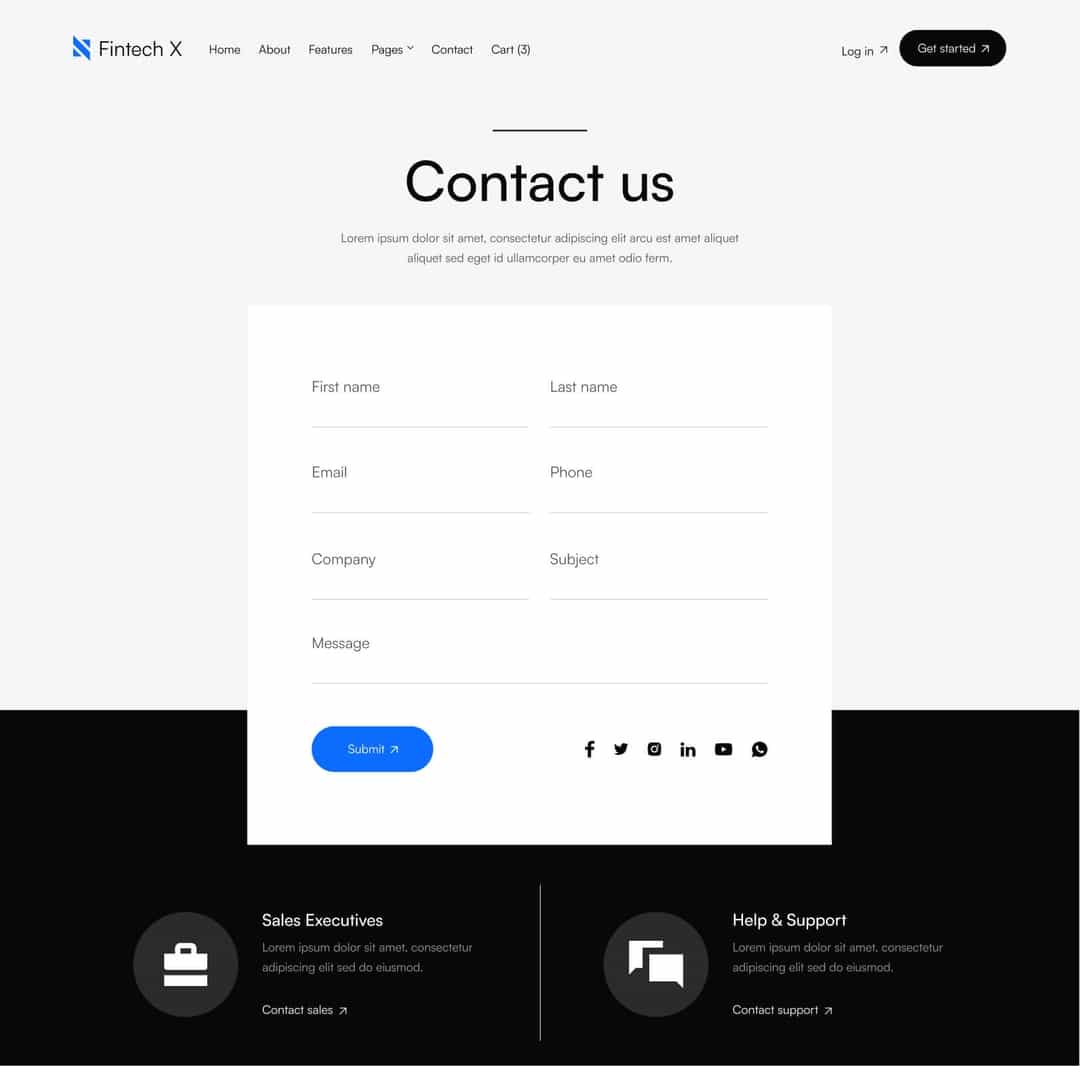 Fintech X
Home About Features Pages Contact Cart (3)
Log in
Get started
Contact us
Lorem ipsum dolor sit amet, consectetur adipiscing elit arcu est amet aliquet
aliquet sed eget id ullamcorper eu amet odio ferm.
First name Last name
Email Phone
Company Subject
Message
Submit
Sales Executives
Lorem ipsum dolor sit amet, consectetur
adipiscing elit sed do eiusmod.
Contact sales
Help & Support
Lorem ipsum dolor sit amet, consectetur
adipiscing elit sed do eiusmod.
Contact support